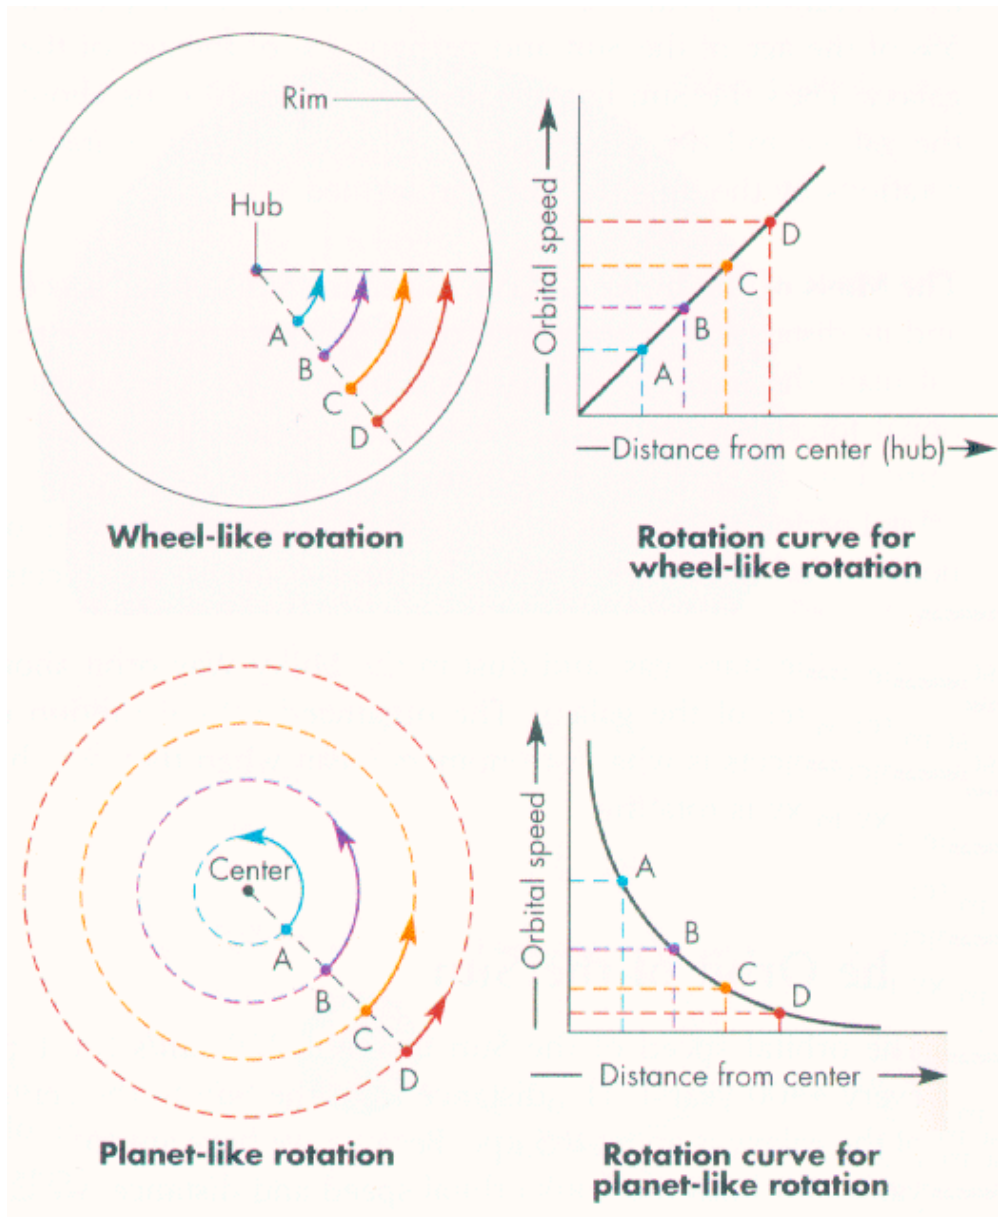 Rim
Hub
A
B
C
D
Wheel-like rotation
Orbital speed
A
B
C
D
Distance from center (hub)
Rotation curve for
wheel-like rotation
Center
A
B
C
D
Planet-like rotation
Orbital speed
A
B
C
D
Distance from center
Rotation curve for
planet-like rotation